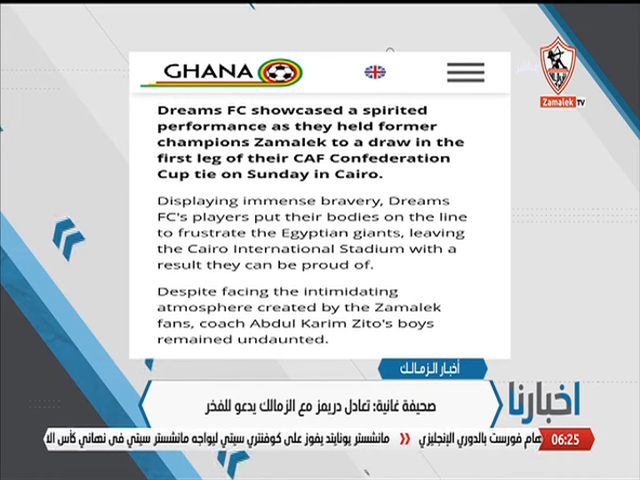 GHANA
مباشر
Zamalek TV
Dreams FC showcased a spirited
performance as they held former
champions Zamalek to a draw in the
first leg of their CAF Confederation
Cup tie on Sunday in Cairo.
Displaying immense bravery, Dreams
FC's players put their bodies on the line
to frustrate the Egyptian giants, leaving
the Cairo International Stadium with a
result they can be proud of.
Despite facing the intimidating
atmosphere created by the Zamalek
fans, coach Abdul Karim Zito's boys
remained undaunted.
أخبار الزمالك
اخبارنا
صحيفة غانية: تعادل دريمز مع الزمالك يدعو للفخر
هام فورست بالدوري الإنجليزي » مانشستر يونايتد يفوز على كوفنتري سيتي ليواجه مانشستر سيتي فى نهائي كأس الا
06:25